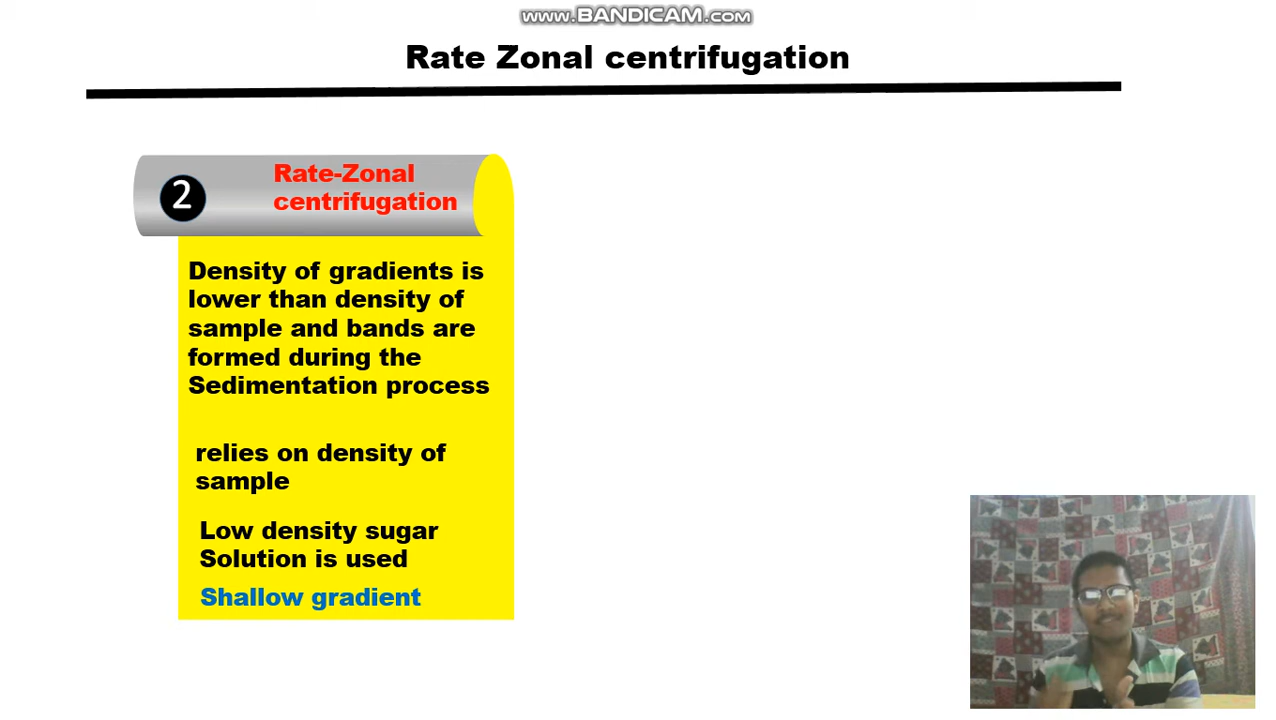 www.BANDICAM.com
Rate Zonal centrifugation
2
Rate-Zonal
centrifugation
Density of gradients is
lower than density of
sample and bands are
formed during the
Sedimentation process
relies on density of
sample
Low density sugar
Solution is used
Shallow gradient